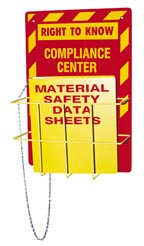 RIGHT TO KNOW
COMPLIANCE
CENTER
MATERIAL
SAFETY
DATA
SHEETS